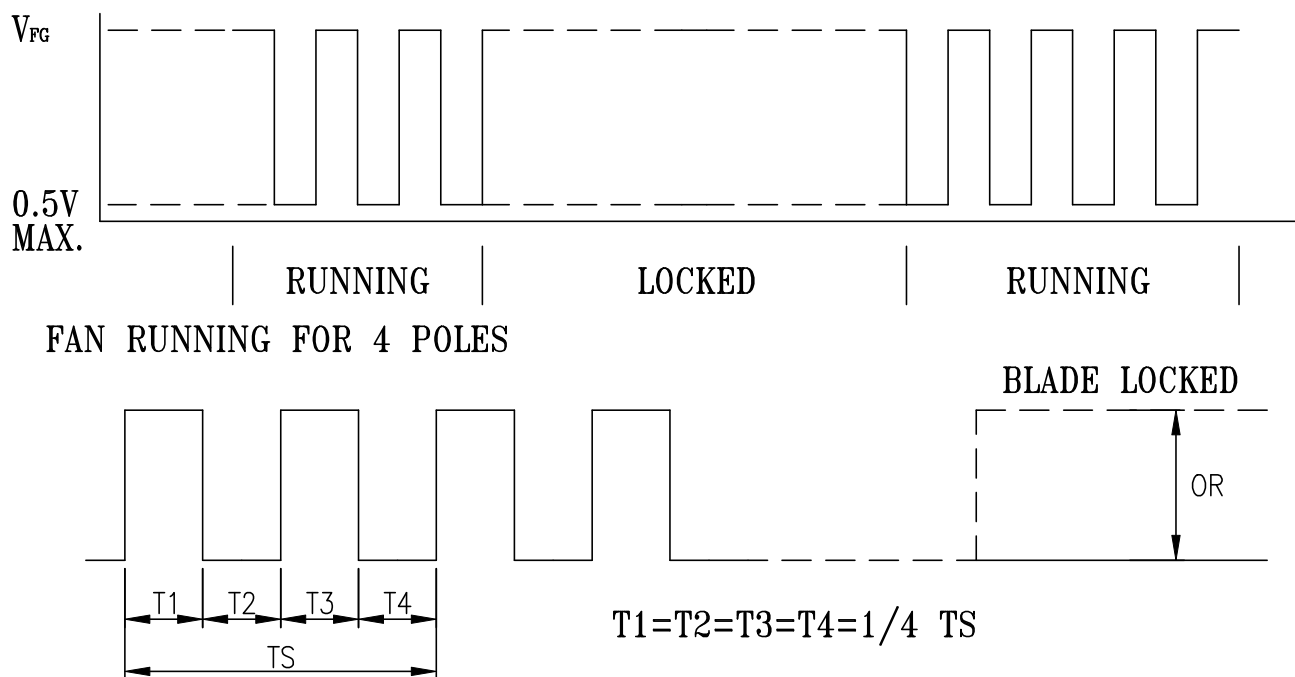 VFG
0.5V
MAX.
RUNNING LOCKED RUNNING
FAN RUNNING FOR 4 POLES
BLADE LOCKED
OR
T1 T2 T3 T4
T1=T2=T3=T4=1/4 TS
TS